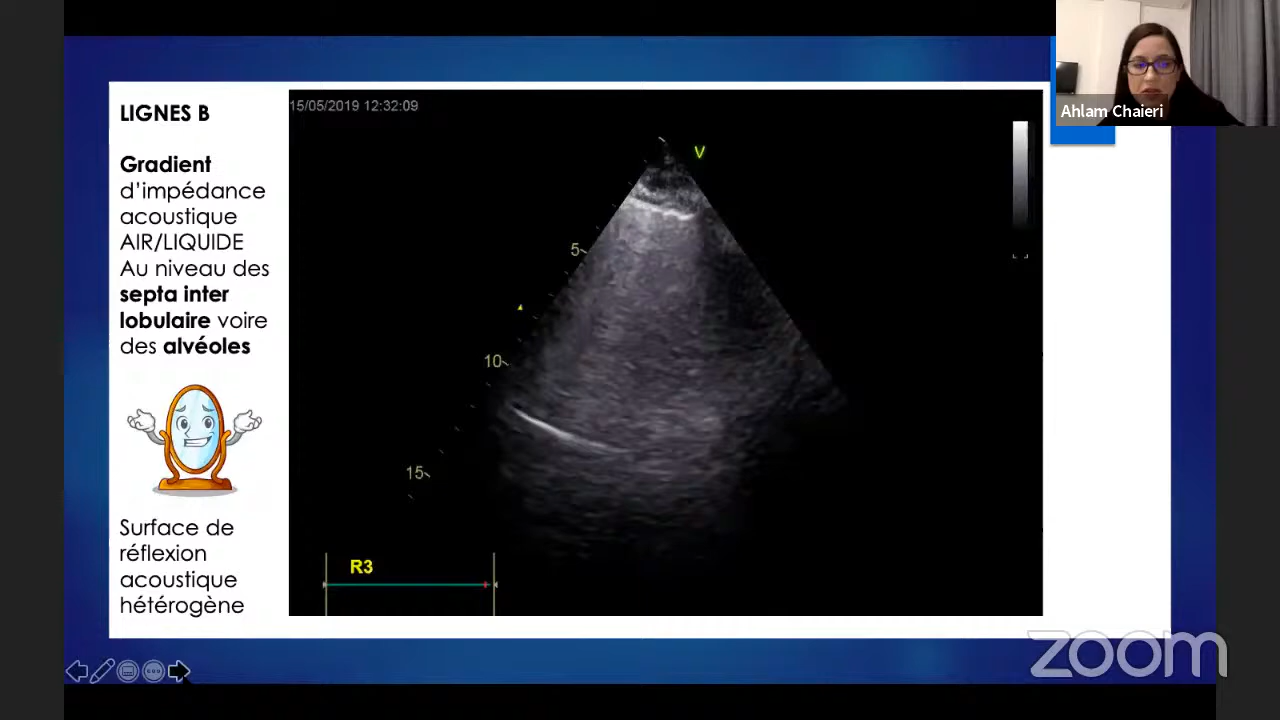 LIGNES B
Gradient
d'impédance
acoustique
AIR/LIQUIDE
Au niveau des
septa inter
lobulaire voire
des alvéoles
Surface de
réflexion
acoustique
hétérogène
15/05/2019 12:32:09
V
5
10
15
R3
Ahlam Chaieri
zoom